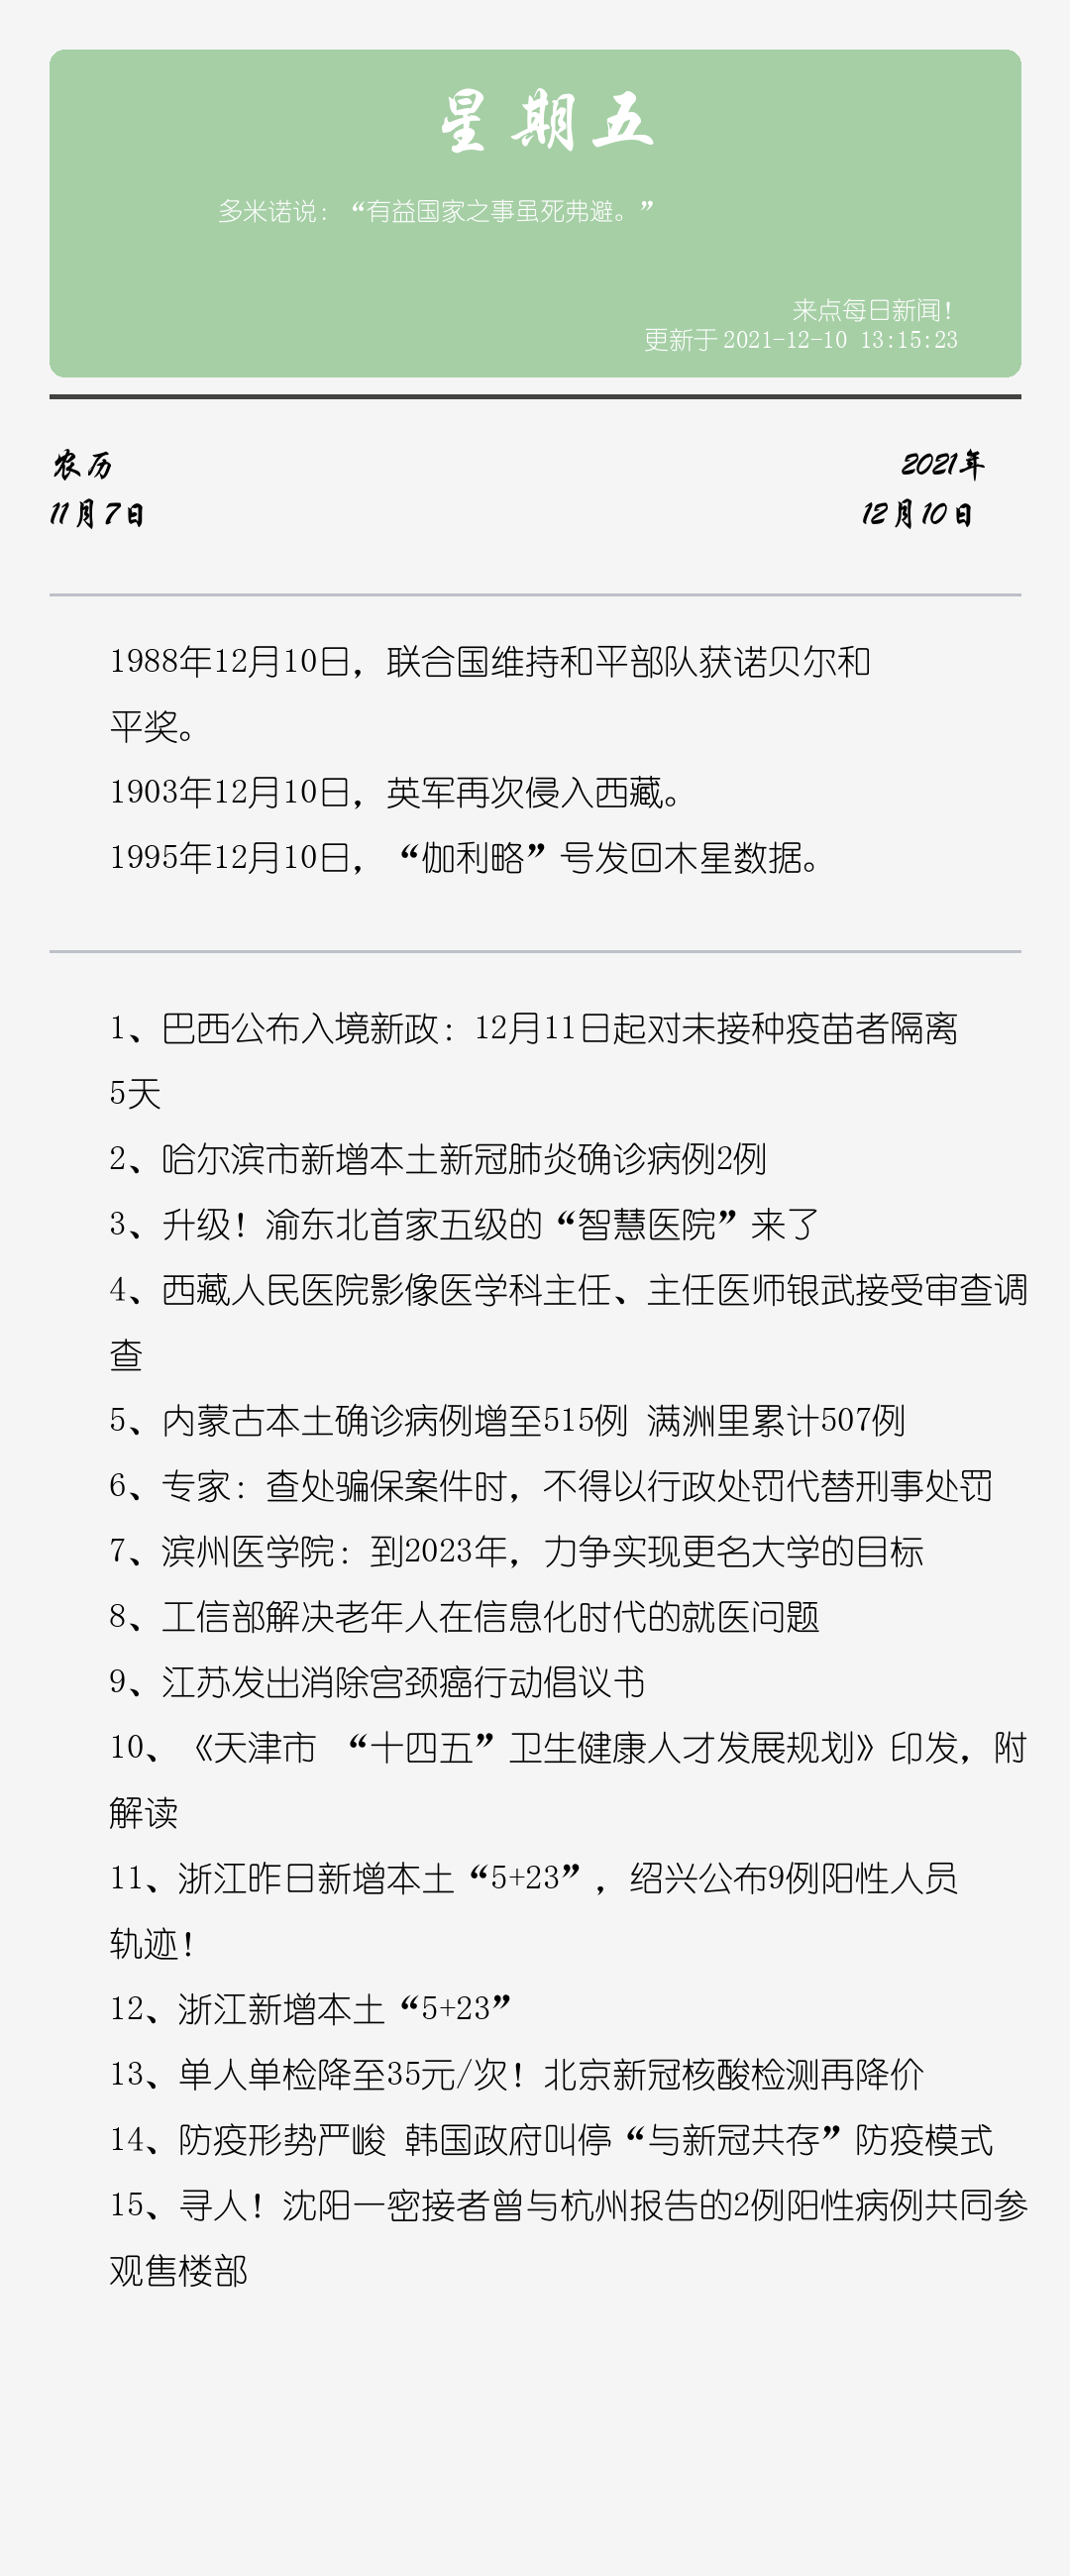 星期五
多米诺说：“有益国家之事虽死弗避。”
来点每日新闻！
更新于 2021-12-10 13:15:23
农历
2021年
11月7日
12月10日
1988年12月10日，联合国维持和平部队获诺贝尔和
平奖。
1903年12月10日，英军再次侵入西藏。
1995年12月10日，“伽利略”号发回木星数据。
1、巴西公布入境新政：12月11日起对未接种疫苗者隔离
5天
2、哈尔滨市新增本土新冠肺炎确诊病例2例
3、升级！渝东北首家五级的“智慧医院”来了
4、西藏人民医院影像医学科主任、主任医师银武接受审查调
查
5、内蒙古本土确诊病例增至515例 满洲里累计507例
6、专家：查处骗保案件时，不得以行政处罚代替刑事处罚
7、滨州医学院：到2023年，力争实现更名大学的目标
8、工信部解决老年人在信息化时代的就医问题
9、江苏发出消除宫颈癌行动倡议书
10、《天津市 “十四五”卫生健康人才发展规划》印发，附
解读
11、浙江昨日新增本土“5+23”，绍兴公布9例阳性人员
轨迹！
12、浙江新增本土“5+23”
13、单人单检降至35元/次！北京新冠核酸检测再降价
14、防疫形势严峻 韩国政府叫停“与新冠共存”防疫模式
15、寻人！沈阳一密接者曾与杭州报告的2例阳性病例共同参
观售楼部